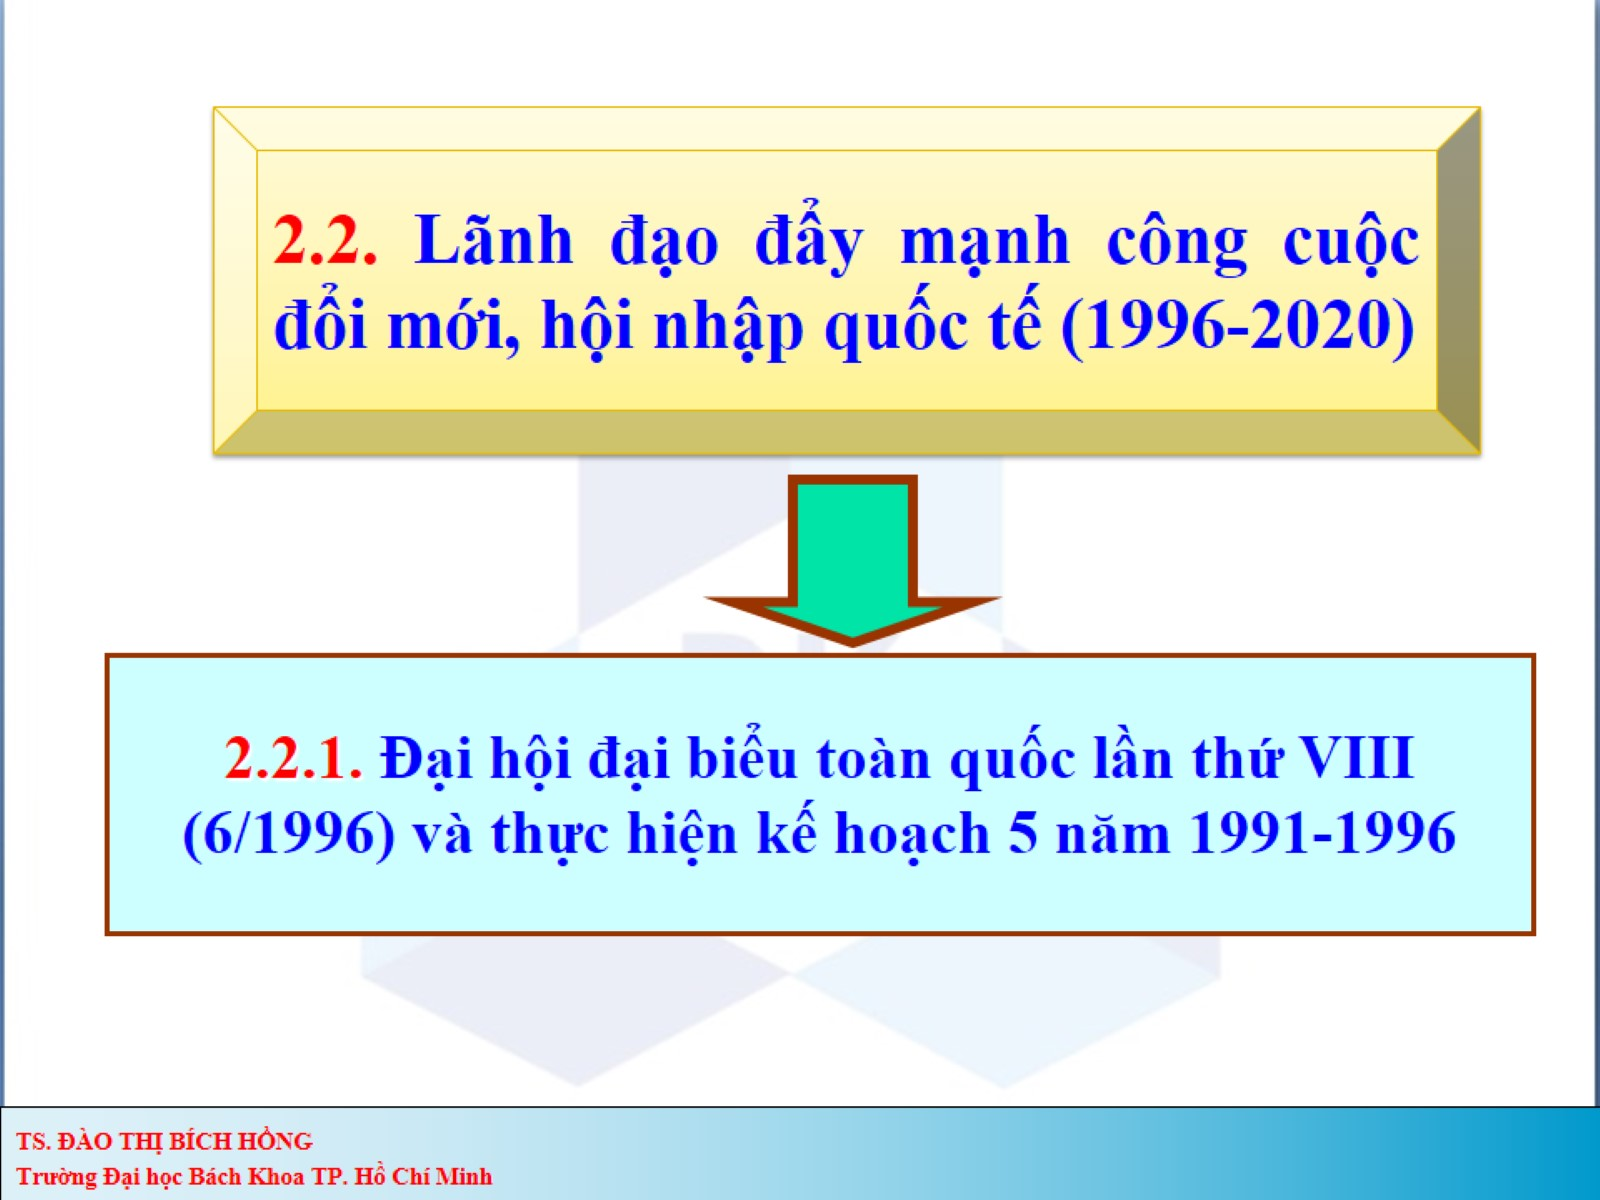 2.2. Lãnh đạo đẩy mạnh công cuộc
đổi mới, hội nhập quốc tế (1996-2020)
2.2.1. Đại hội đại biểu toàn quốc lần thứ VIII
(6/1996) và thực hiện kế hoạch 5 năm 1991-1996
TS. ĐÀO THỊ BÍCH HỒNG
Trường Đại học Bách Khoa TP. Hồ Chí Minh